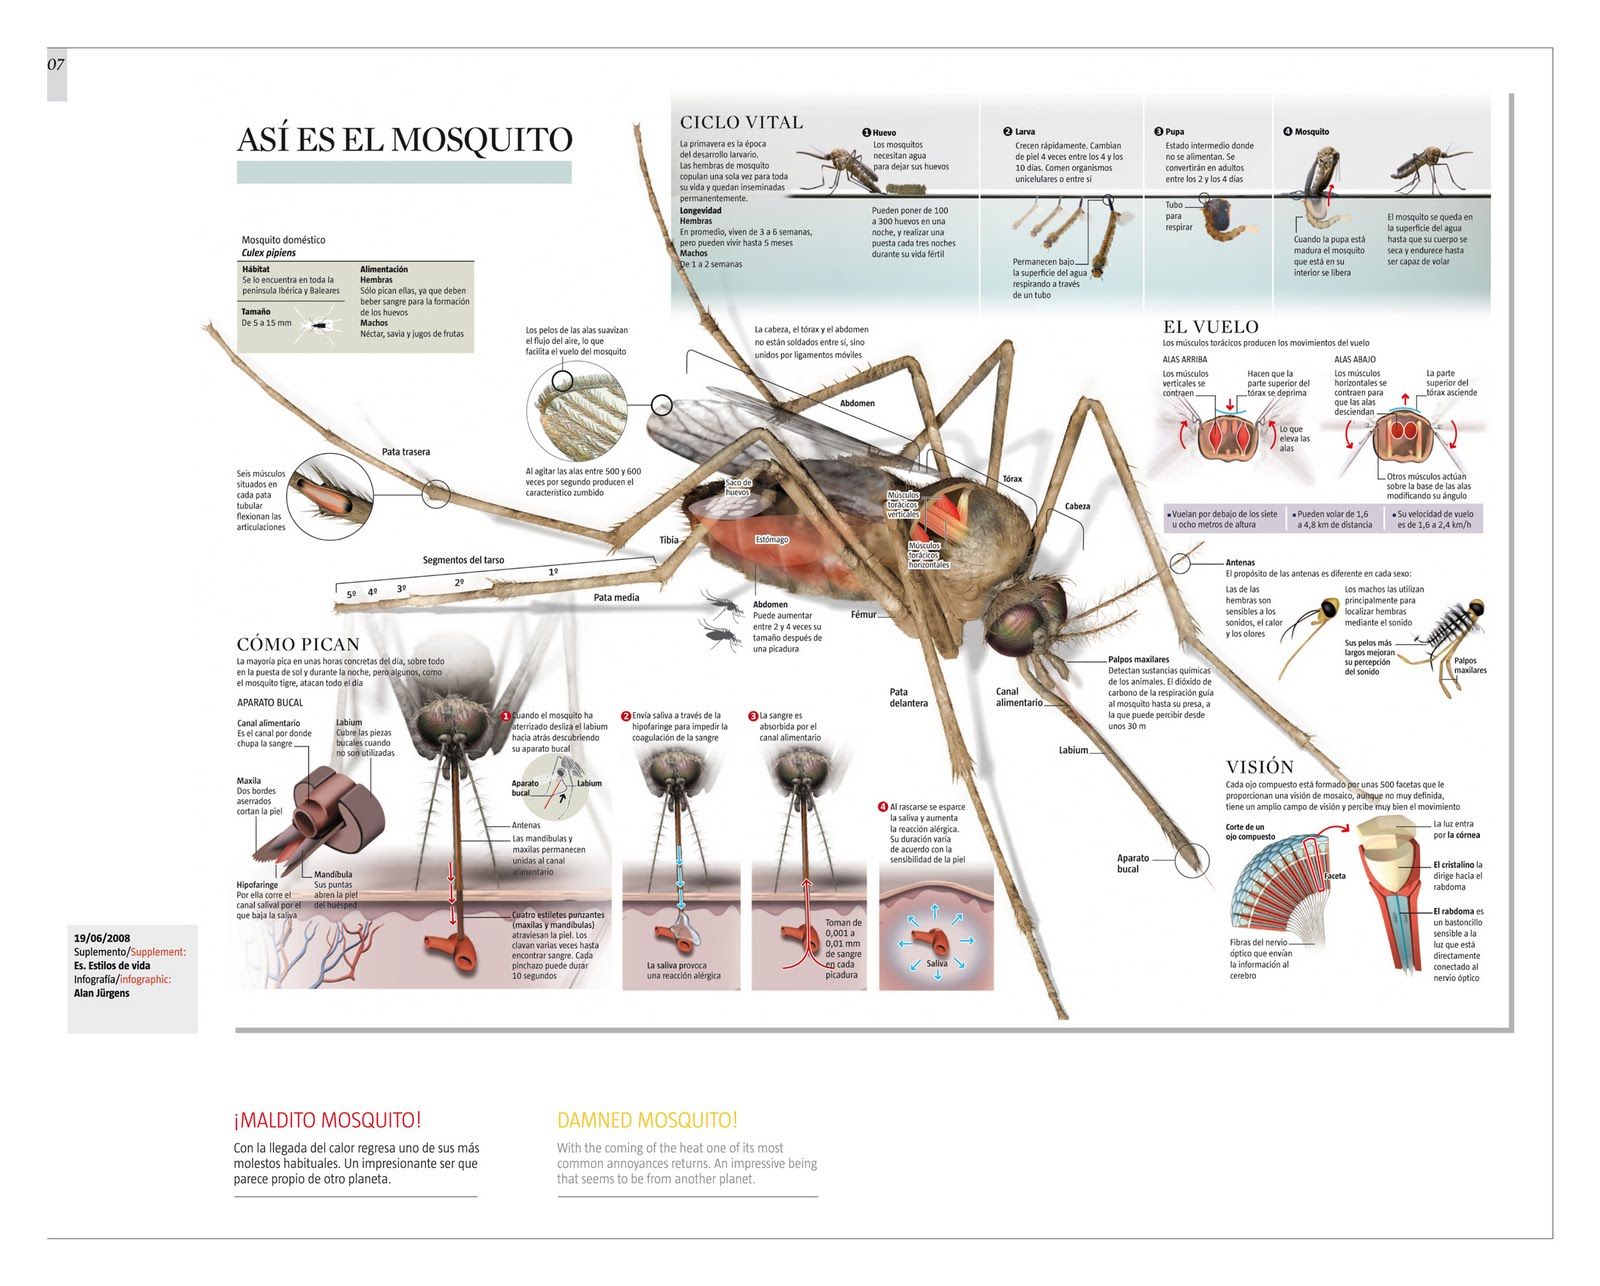 07
ASÍ ES EL MOSQUITO
Mosquito doméstico
Culex pipiens
Hábitat
Se lo encuentra en toda la
peninsula Ibérica y Baleares
Tamaño
De 5 a 15 mm
Alimentación
Hembras
Sólo pican ellas, ya que deben
beber sangre para la formación
de los huevos
Machos
Néctar, savia y jugos de frutas
CICLO VITAL
La primavera es la época
del desarrollo larvario.
Las hembras de mosquito
copulan una sola vez para toda
su vida y quedan inseminadas
permanentemente.
Longevidad
Hembras
En promedio, viven de 3 a 6 semanas,
pero pueden vivir hasta 5 meses
Machos
De 1 a 2 semanas
1 Huevo
Los mosquitos
necesitan agua
para dejar sus huevos
Pueden poner de 100
a 300 huevos en una
noche, y realizar una
puesta cada tres noches
durante su vida fértil
2 Larva
Crecen rápidamente. Cambian
de piel 4 veces entre los 4 y los
10 días. Comen organismos
unicelulares o entre sí
Permanecen bajo
la superficie del agua
respirando a través
de un tubo
3 Pupa
Estado intermedio donde
no se alimentan. Se
convertirán en adultos
entre los 2 y los 4 días
Tubo
para
respirar
4 Mosquito
Cuando la pupa está
madura el mosquito
que está en su
interior se libera
El mosquito se queda en
la superficie del agua
hasta que su cuerpo se
seca y endurece hasta
ser capaz de volar
Los pelos de las alas suavizan
el flujo del aire, lo que
facilita el vuelo del mosquito
Al agitar las alas entre 500 y 600
veces por segundo producen el
característico zumbido
La cabeza, el tórax y el abdomen
no están soldados entre sí, sino
unidos por ligamentos móviles
Abdomen
Tórax
Cabeza
Pata trasera
Seis músculos
situados en
cada pata
tubular
flexionan las
articulaciones
Saco de
huevos
Estómago
Músculos
torácicos
verticales
Músculos
torácicos
horizontales
Tibia
Segmentos del tarso
5º 4º 3º 2º 1º
Pata media
Abdomen
Puede aumentar
entre 2 y 4 veces su
tamaño después de
una picadura
Fémur
Pata
delantera
Canal
alimentario
Labium
Aparato
bucal
Palpos maxilares
Detectan sustancias químicas
de los animales. El dióxido de
carbono de la respiración guía
al mosquito hasta su presa, a
la que puede percibir desde
unos 30 m
EL VUELO
Los músculos torácicos producen los movimientos del vuelo
ALAS ARRIBA
Los músculos
verticales se
contraen
Hacen que la
parte superior del
tórax se deprima
Lo que
eleva las
alas
ALAS ABAJO
Los músculos
horizontales se
contraen para
que las alas
desciendan
La parte
superior del
tórax asciende
Otros músculos actúan
sobre la base de las alas
modificando su ángulo
Vuelan por debajo de los siete
u ocho metros de altura
Pueden volar de 1,6
a 4,8 km de distancia
Su velocidad de vuelo
es de 1,6 a 2,4 km/h
Antenas
El propósito de las antenas es diferente en cada sexo:
Las de las
hembras son
sensibles a los
sonidos, el calor
y los olores
Los machos las utilizan
principalmente para
localizar hembras
mediante el sonido
Sus pelos más
largos mejoran
su percepción
del sonido
Palpos
maxilares
VISIÓN
Cada ojo compuesto está formado por unas 500 facetas que le
proporcionan una visión de mosaico, aunque no muy definida,
tiene un amplio campo de visión y percibe muy bien el movimiento
Corte de un
ojo compuesto
Faceta
Fibras del nervio
óptico que envían
la información al
cerebro
La luz entra
por la córnea
El cristalino la
dirige hacia el
rabdoma
El rabdoma es
un bastoncillo
sensible a la
luz que está
directamente
conectado al
nervio óptico
CÓMO PICAN
La mayoría pica en unas horas concretas del día, sobre todo
en la puesta de sol y durante la noche, pero algunos, como
el mosquito tigre, atacan todo el día
APARATO BUCAL
Canal alimentario
Es el canal por donde
chupa la sangre
Labium
Cubre las piezas
bucales cuando
no son utilizadas
Maxila
Dos bordes
aserrados
cortan la piel
Hipofaringe
Por ella corre el
canal salival por el
que baja la saliva
Mandíbula
Sus puntas
abren la piel
del huésped
1 Cuando el mosquito ha
aterrizado desliza el labium
hacia atrás descubriendo
su aparato bucal
Aparato
bucal
Labium
Antenas
Las mandíbulas y
maxilas permanecen
unidas al canal
alimentario
Cuatro estiletes punzantes
(maxilas y mandíbulas)
atraviesan la piel. Los
clavan varias veces hasta
encontrar sangre. Cada
pinchazo puede durar
10 segundos
2 Envía saliva a través de la
hipofaringe para impedir la
coagulación de la sangre
La saliva provoca
una reacción alérgica
3 La sangre es
absorbida por el
canal alimentario
Toman de
0,001 a
0,01 mm
de sangre
en cada
picadura
4 Al rascarse se esparce
la saliva y aumenta
la reacción alérgica.
Su duración varía
de acuerdo con la
sensibilidad de la piel
Saliva
19/06/2008
Suplemento/Supplement:
Es. Estilos de vida
Infografía/infographic:
Alan Jürgens
¡MALDITO MOSQUITO!
Con la llegada del calor regresa uno de sus más
molestos habituales. Un impresionante ser que
parece propio de otro planeta.
DAMNED MOSQUITO!
With the coming of the heat one of its most
common annoyances returns. An impressive being
that seems to be from another planet.